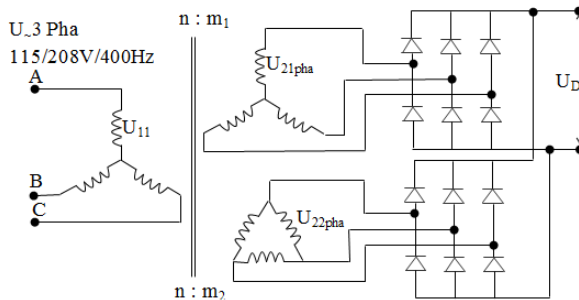 U~3 Pha
115/208V/400Hz
A
U11
B
C
n : m1
U21pha
UD
U22pha
n : m2